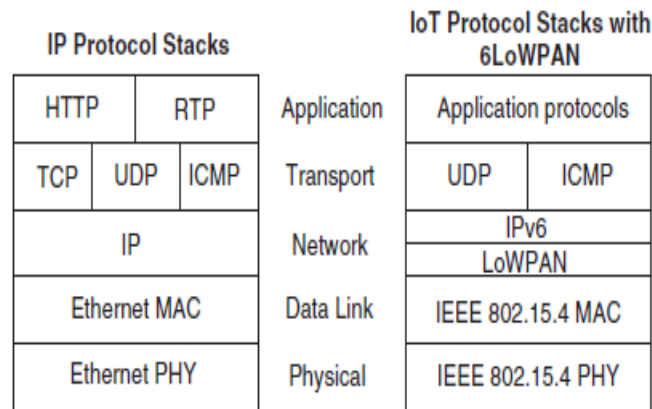 IP Protocol Stacks
IoT Protocol Stacks with
6LoWPAN
HTTP RTP Application Application protocols
TCP UDP ICMP Transport UDP ICMP
IP Network IPv6
LoWPAN
Ethernet MAC Data Link IEEE 802.15.4 MAC
Ethernet PHY Physical IEEE 802.15.4 PHY